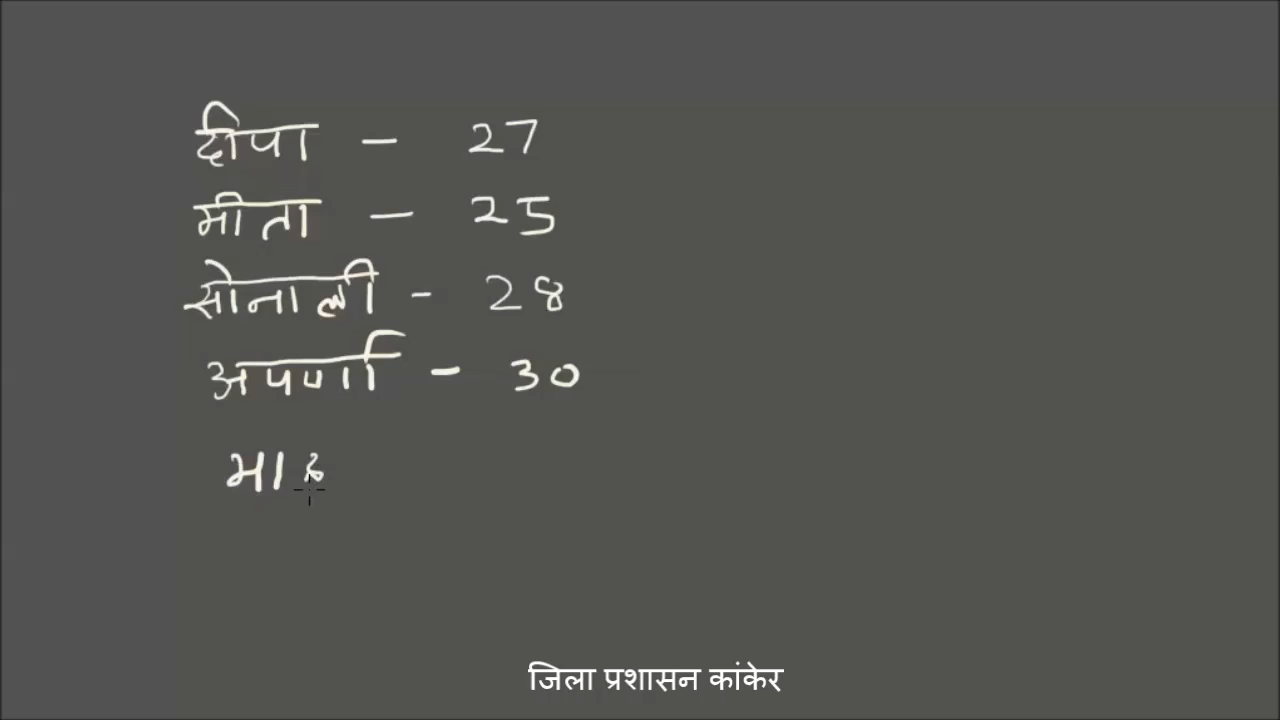 दीपा - 27
मीता - 25
सोनाली - 28
अपर्णा - 30
जिला प्रशासन कांकेर